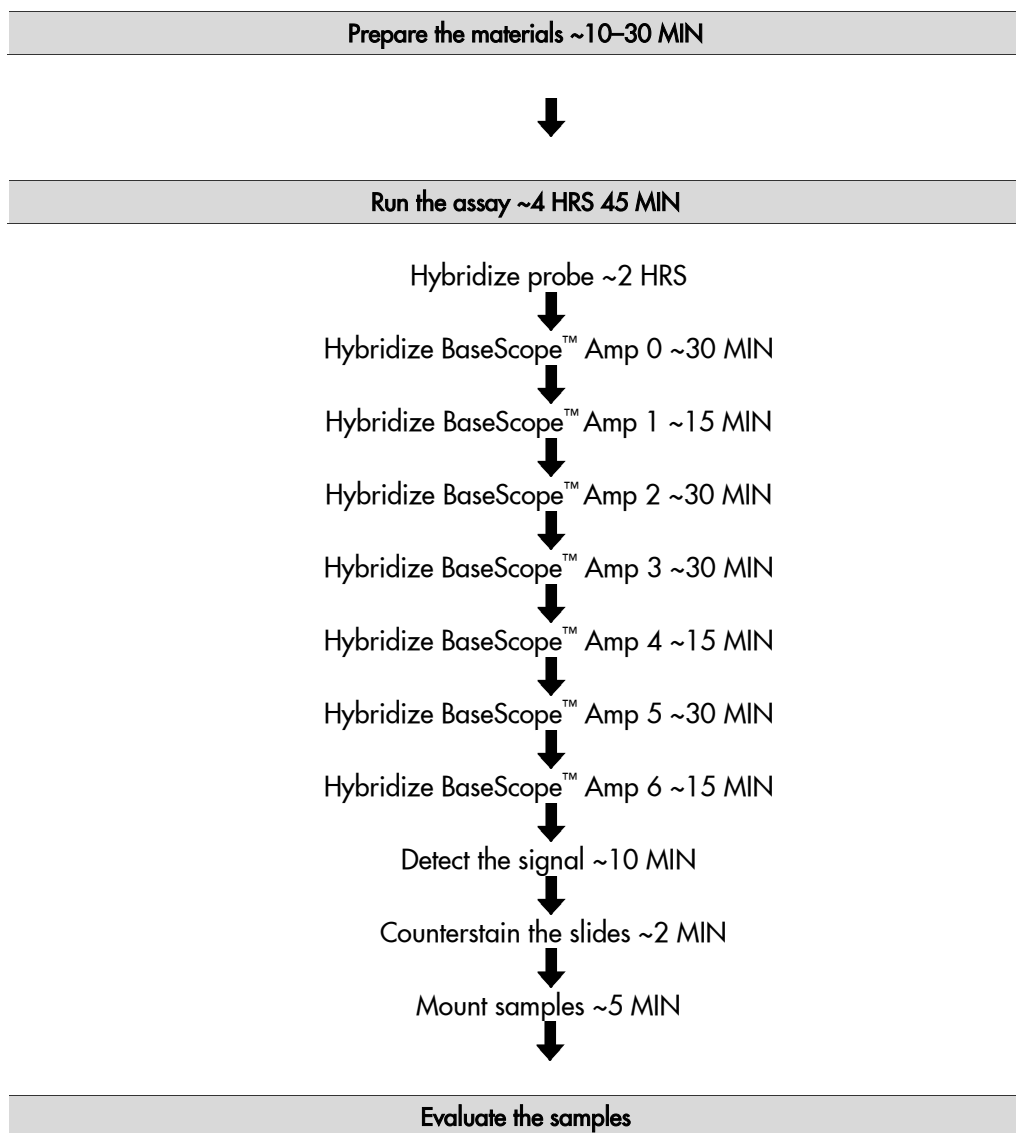 Prepare the materials ~10–30 MIN
Run the assay ~4 HRS 45 MIN
Hybridize probe ~2 HRS
Hybridize BaseScope™ Amp 0 ~30 MIN
Hybridize BaseScope™ Amp 1 ~15 MIN
Hybridize BaseScope™ Amp 2 ~30 MIN
Hybridize BaseScope™ Amp 3 ~30 MIN
Hybridize BaseScope™ Amp 4 ~15 MIN
Hybridize BaseScope™ Amp 5 ~30 MIN
Hybridize BaseScope™ Amp 6 ~15 MIN
Detect the signal ~10 MIN
Counterstain the slides ~2 MIN
Mount samples ~5 MIN
Evaluate the samples